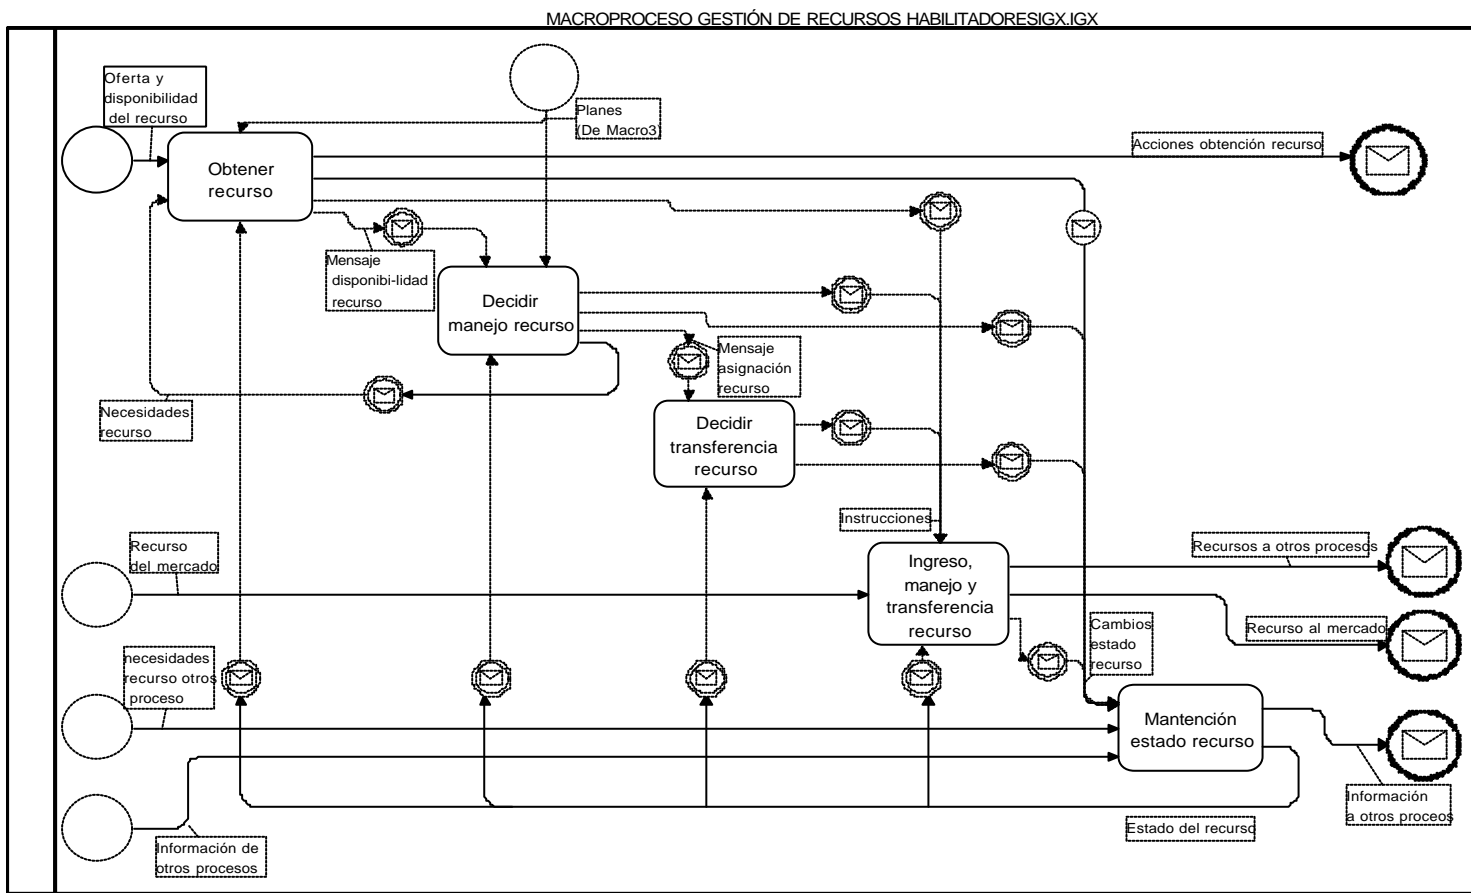 MACROPROCESO GESTIÓN DE RECURSOS HABILITADORESIGX.IGX
Oferta y
disponibilidad
del recurso
Planes
(De Macro3)
Acciones obtención recurso
Obtener
recurso
Mensaje
disponibi-lidad
recurso
Decidir
manejo recurso
Mensaje
asignación
recurso
Necesidades
recurso
Decidir
transferencia
recurso
Instrucciones
Recurso
del mercado
Ingreso,
manejo y
transferencia
recurso
Recursos a otros procesos
Recurso al mercado
Cambios
estado
recurso
necesidades
recurso otros
proceso
Mantención
estado recurso
Información
a otros proceos
Estado del recurso
Información de
otros procesos